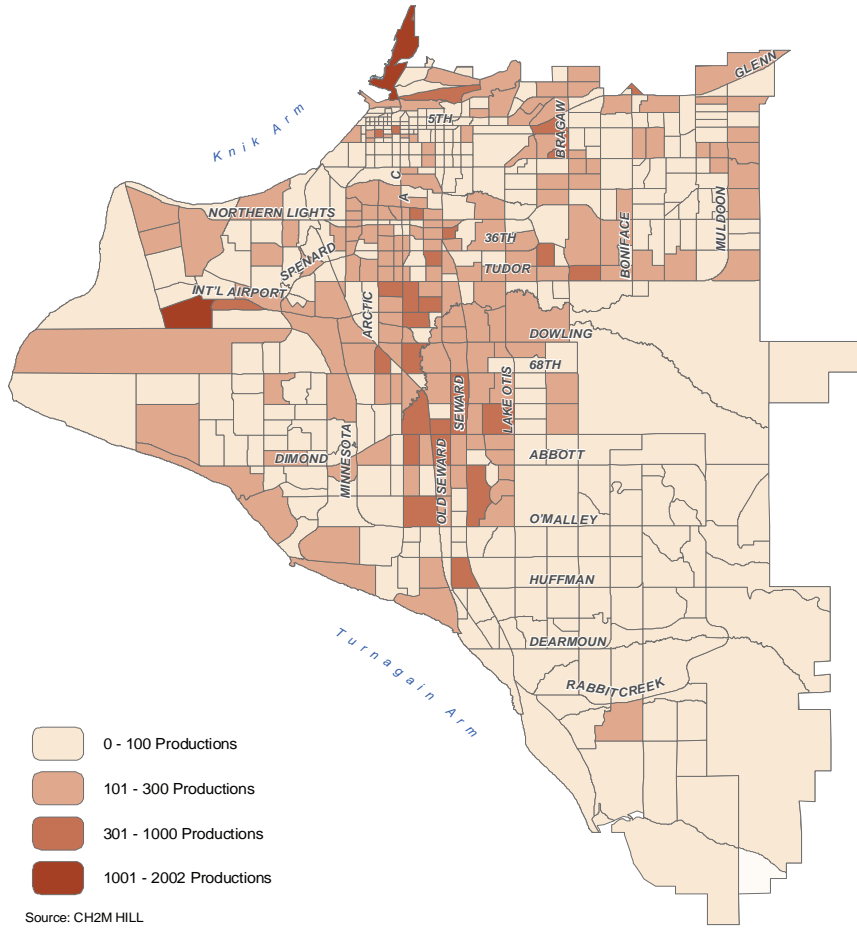 GLENN
Knik Arm
5TH
BRAGAW
C
A
NORTHERN LIGHTS
36TH
BONIFACE
MULDOON
SPENARD
TUDOR
INT'L AIRPORT
ARCTIC
DOWLING
68TH
SEWARD
LAKE OTIS
MINNESOTA
DIMOND
OLD SEWARD
ABBOTT
O'MALLEY
HUFFMAN
DEARMOUN
Turnagain Arm
RABBITCREEK
0 - 100 Productions
101 - 300 Productions
301 - 1000 Productions
1001 - 2002 Productions
Source: CH2M HILL